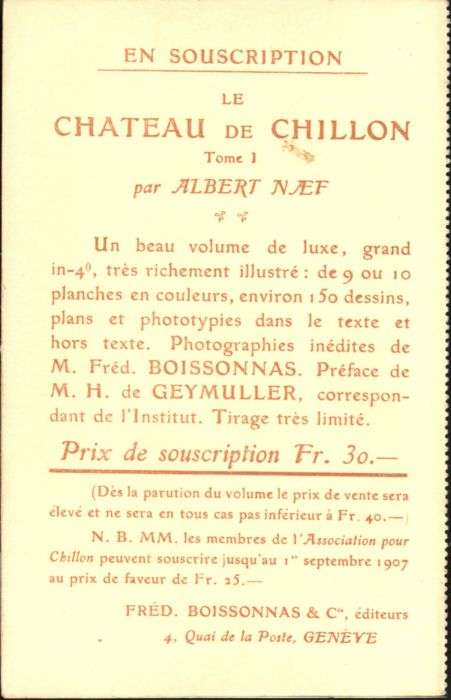 EN SOUSCRIPTION
LE
CHATEAU DE CHILLON
Tome I
par ALBERT NÆF
Un beau volume de luxe, grand
in-4⁰, très richement illustré : de 9 ou 10
planches en couleurs, environ 150 dessins,
plans et phototypies dans le texte et
hors texte. Photographies inédites de
M. Fréd. BOISSONNAS. Préface de
M. H. de GEYMULLER, correspon-
dant de l'Institut. Tirage très limité.
Prix de souscription Fr. 30.—
(Dès la parution du volume le prix de vente sera
élevé et ne sera en tous cas pas inférieur à Fr. 40.—)
N. B. MM. les membres de l'Association pour
Chillon peuvent souscrire jusqu'au 1er septembre 1907
au prix de faveur de Fr. 25.—
FRÉD. BOISSONNAS & Cie, éditeurs
4, Quai de la Poste, GENÈVE